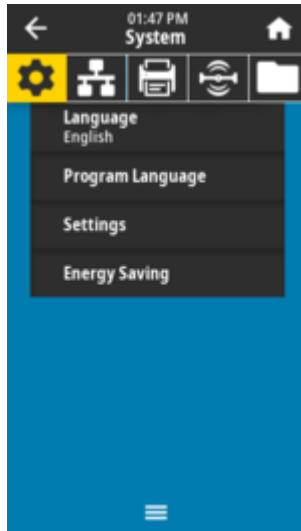 01:47 PM
System
Language
English
Program Language
Settings
Energy Saving